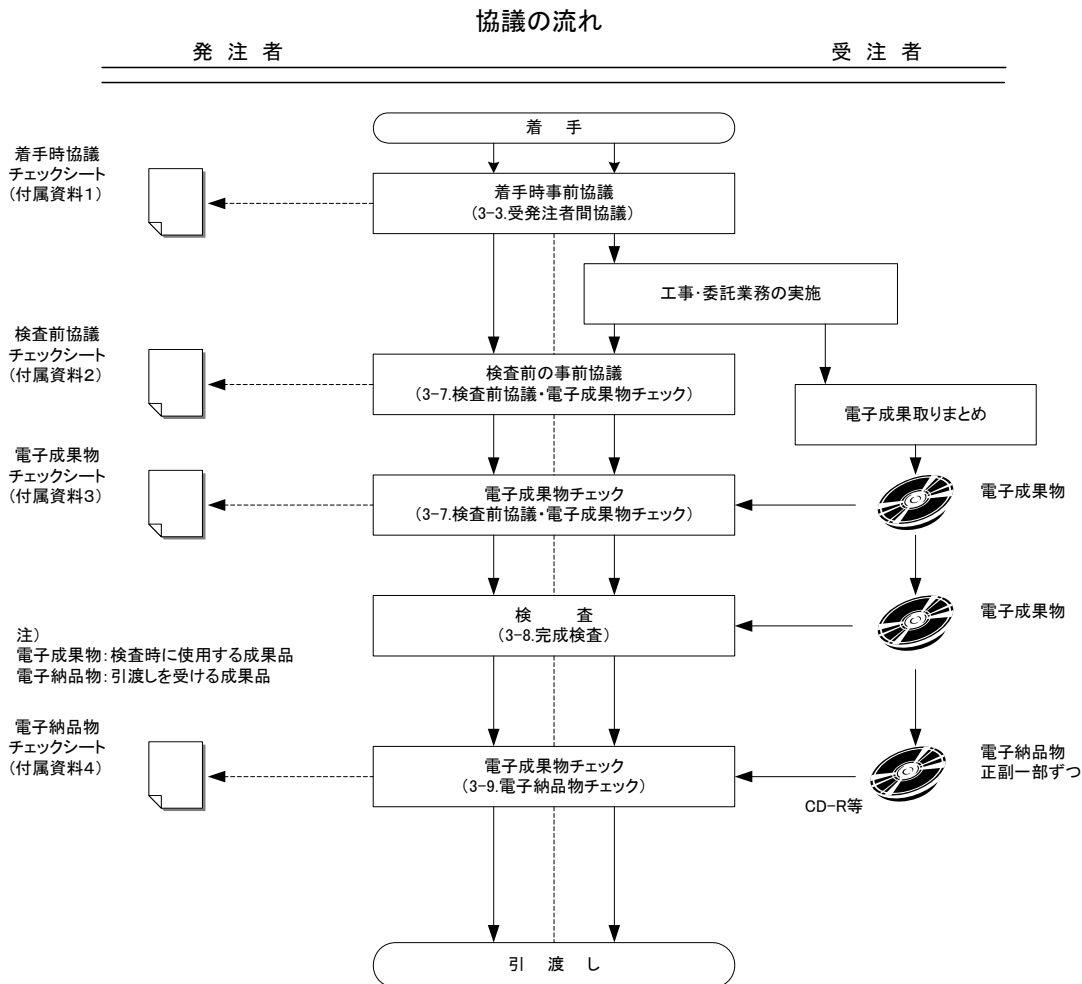 協議の流れ
発 注 者
受 注 者
着 手
着手時協議
チェックシート
(付属資料1)
着手時事前協議
(3-3.受発注者間協議)
工事・委託業務の実施
検査前協議
チェックシート
(付属資料2)
検査前の事前協議
(3-7.検査前協議・電子成果物チェック)
電子成果取りまとめ
電子成果物
チェックシート
(付属資料3)
電子成果物チェック
(3-7.検査前協議・電子成果物チェック)
電子成果物
検 査
(3-8.完成検査)
電子成果物
注)
電子成果物:検査時に使用する成果品
電子納品物:引渡しを受ける成果品
電子納品物
チェックシート
(付属資料4)
電子成果物チェック
(3-9.電子納品物チェック)
電子納品物
正副一部ずつ
CD-R等
引 渡 し